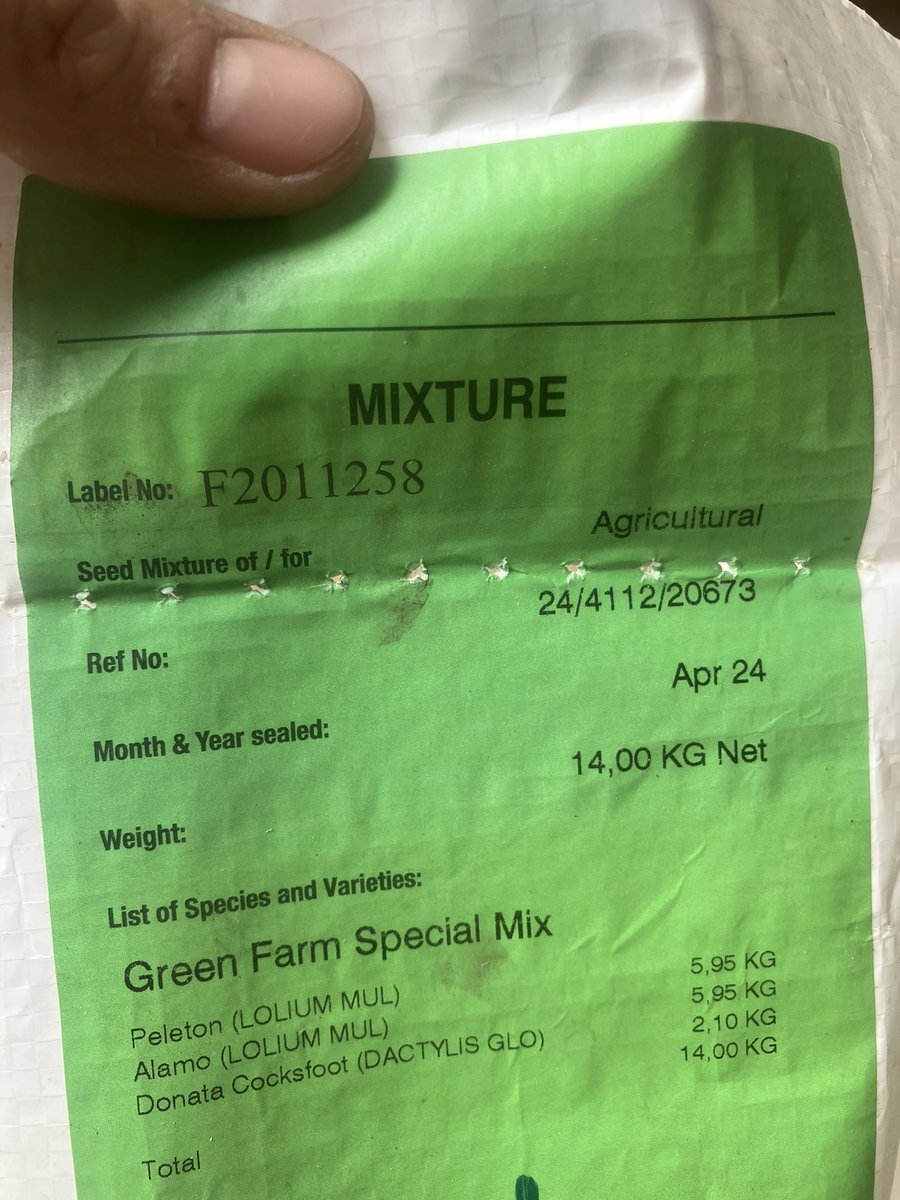 MIXTURE
Label No: F2011258
Agricultural
Seed Mixture of / for
24/4112/20673
Ref No:
Apr 24
Month & Year sealed:
14,00 KG Net
Weight:
List of Species and Varieties:
Green Farm Special Mix
Peleton (LOLIUM MUL) 5,95 KG
Alamo (LOLIUM MUL) 5,95 KG
Donata Cocksfoot (DACTYLIS GLO) 2,10 KG
Total 14,00 KG